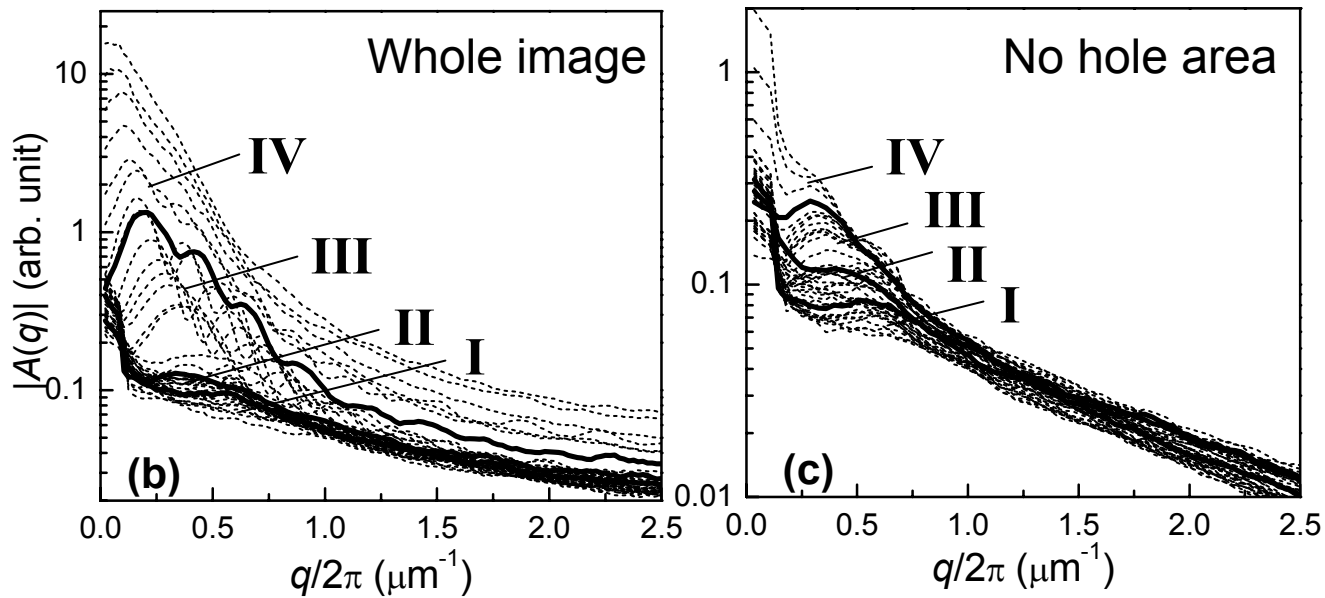 Whole image
10
1
0.1
|A(q)| (arb. unit)
IV
III
II
I
(b)
0.0 0.5 1.0 1.5 2.0 2.5
q/2π (μm⁻¹)
No hole area
1
0.1
0.01
IV
III
II
I
(c)
0.0 0.5 1.0 1.5 2.0 2.5
q/2π (μm⁻¹)